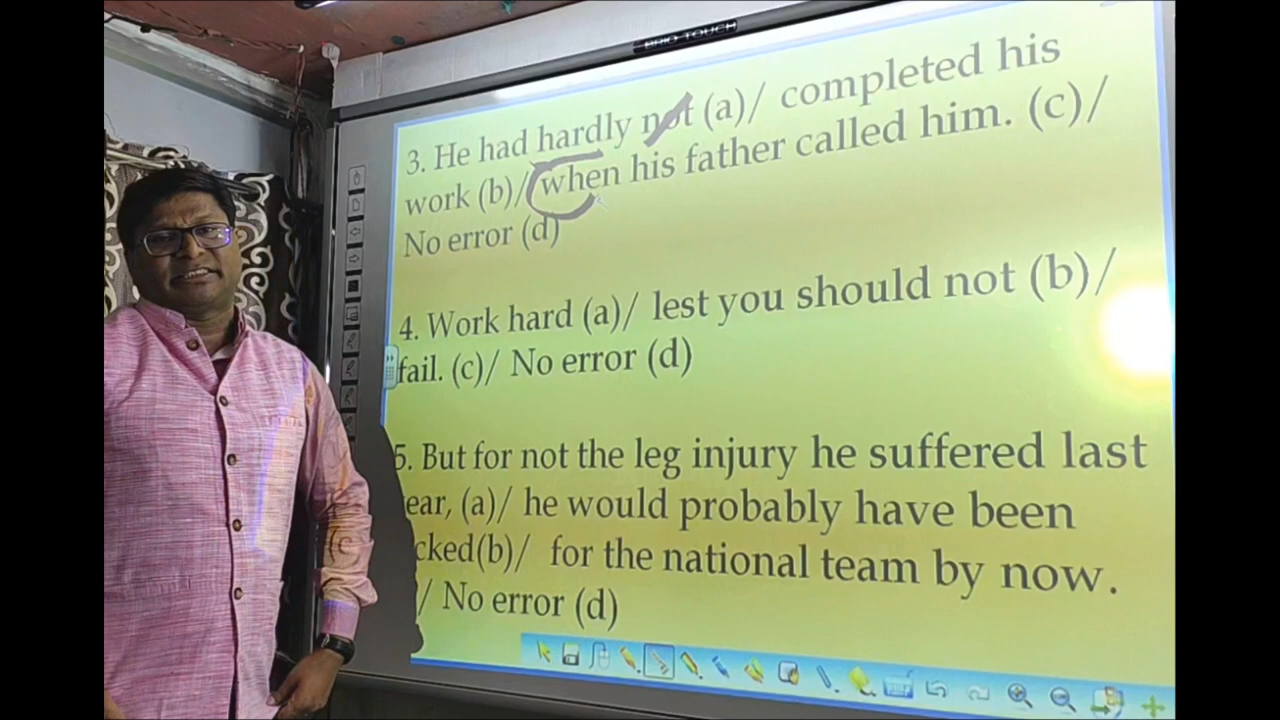 BRIO TOUCH
3. He had hardly not (a)/ completed his
work (b)/ when his father called him. (c)/
No error (d)
4. Work hard (a)/ lest you should not (b)/
fail. (c)/ No error (d)
5. But for not the leg injury he suffered last
ear, (a)/ he would probably have been
cked(b)/ for the national team by now.
/ No error (d)